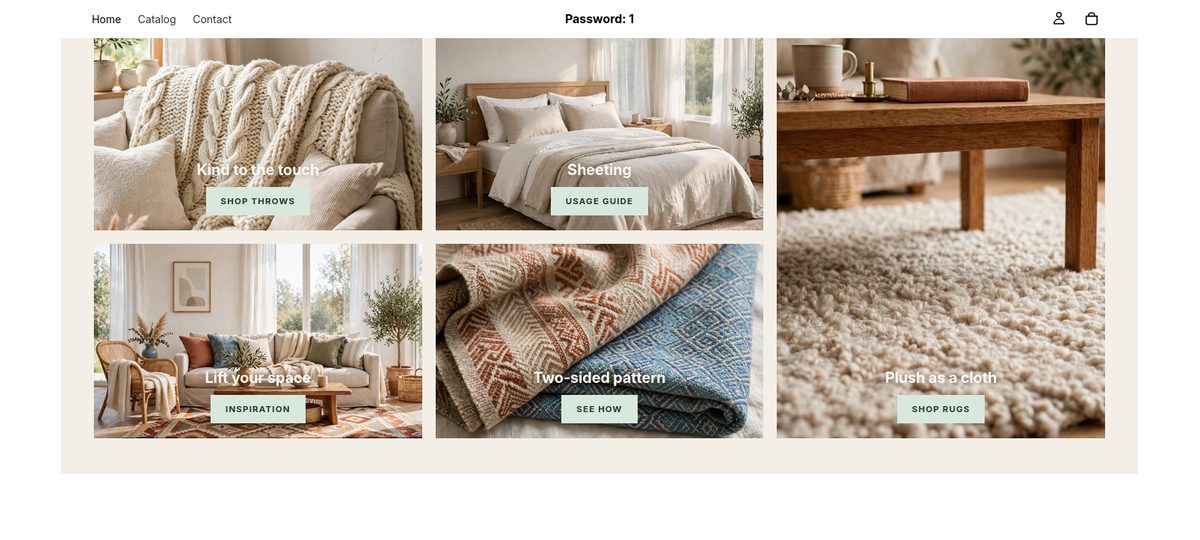 Home
Catalog
Contact
Password: 1
Kind to the touch
SHOP THROWS
Sheeting
USAGE GUIDE
Lift your space
INSPIRATION
Two-sided pattern
SEE HOW
Plush as a cloth
SHOP RUGS